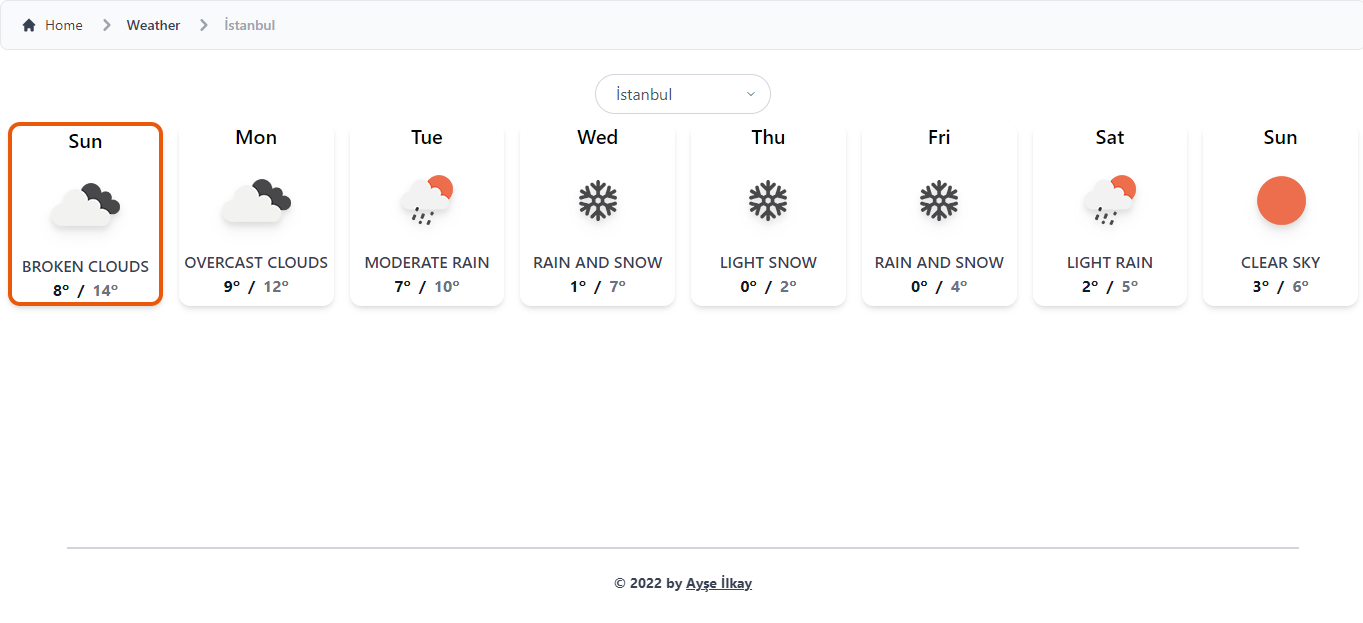 Home > Weather > İstanbul
İstanbul
Sun
BROKEN CLOUDS
8° / 14°
Mon
OVERCAST CLOUDS
9° / 12°
Tue
MODERATE RAIN
7° / 10°
Wed
RAIN AND SNOW
1° / 7°
Thu
LIGHT SNOW
0° / 2°
Fri
RAIN AND SNOW
0° / 4°
Sat
LIGHT RAIN
2° / 5°
Sun
CLEAR SKY
3° / 6°
© 2022 by Ayşe İlkay